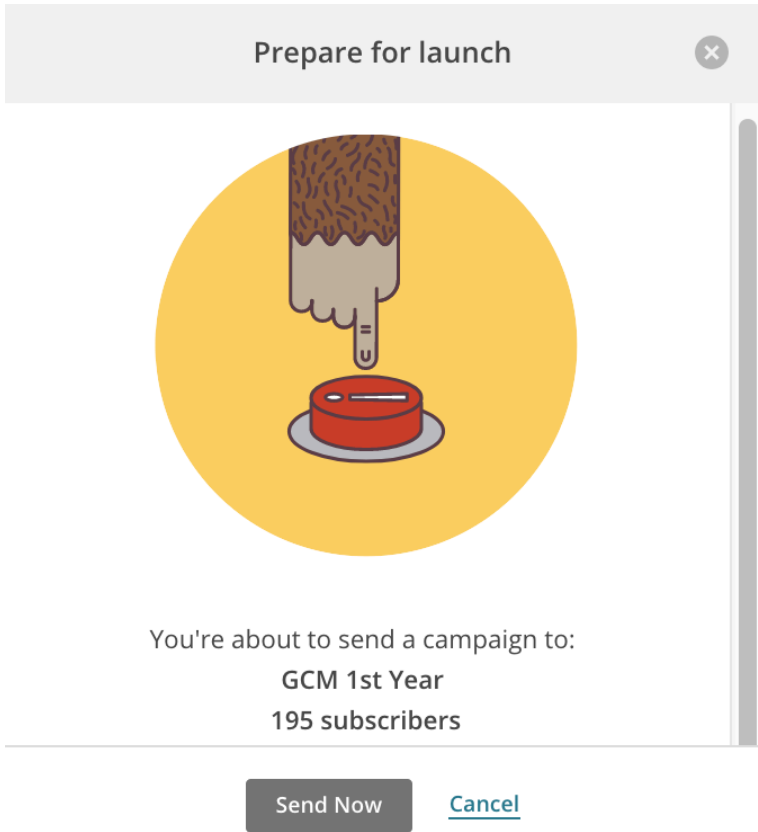 Prepare for launch
You're about to send a campaign to:
GCM 1st Year
195 subscribers
Send Now
Cancel